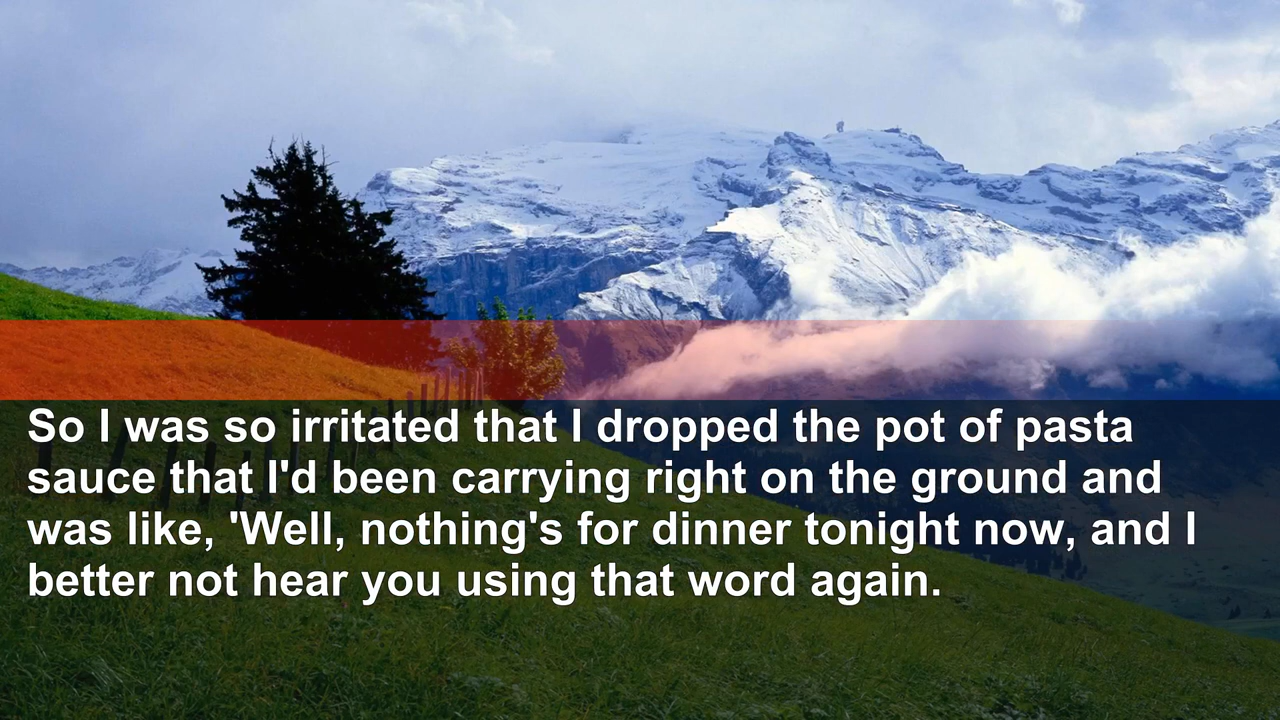 So I was so irritated that I dropped the pot of pasta
sauce that I'd been carrying right on the ground and
was like, 'Well, nothing's for dinner tonight now, and I
better not hear you using that word again.